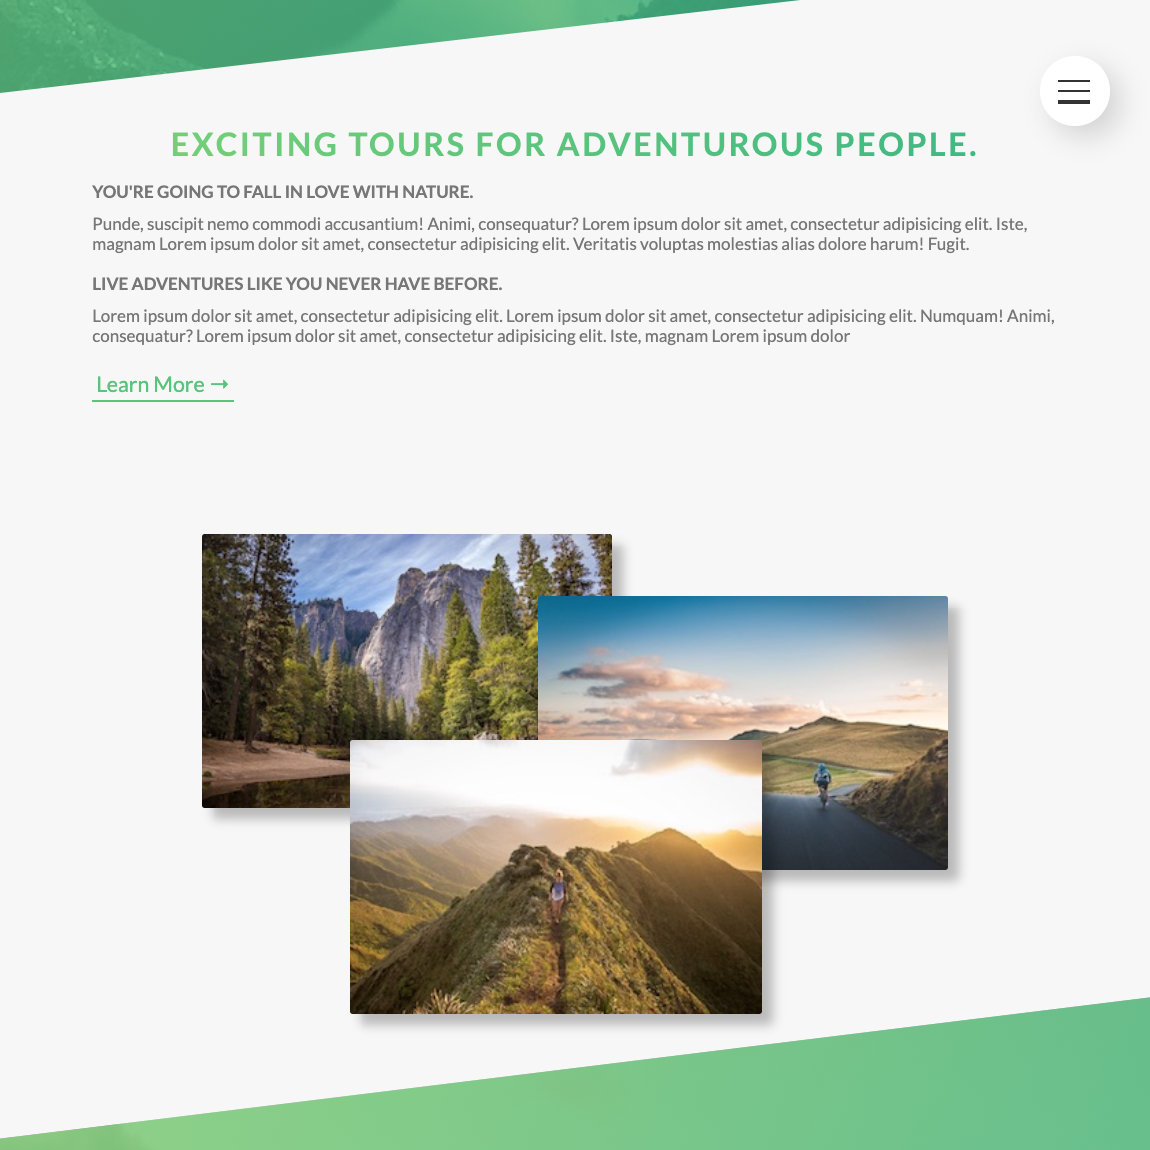 EXCITING TOURS FOR ADVENTUROUS PEOPLE.
YOU'RE GOING TO FALL IN LOVE WITH NATURE.
Punde, suscipit nemo commodi accusantium! Animi, consequatur? Lorem ipsum dolor sit amet, consectetur adipisicing elit. Iste,
magnam Lorem ipsum dolor sit amet, consectetur adipisicing elit. Veritatis voluptas molestias alias dolore harum! Fugit.
LIVE ADVENTURES LIKE YOU NEVER HAVE BEFORE.
Lorem ipsum dolor sit amet, consectetur adipisicing elit. Lorem ipsum dolor sit amet, consectetur adipisicing elit. Numquam! Animi,
consequatur? Lorem ipsum dolor sit amet, consectetur adipisicing elit. Iste, magnam Lorem ipsum dolor
Learn More →